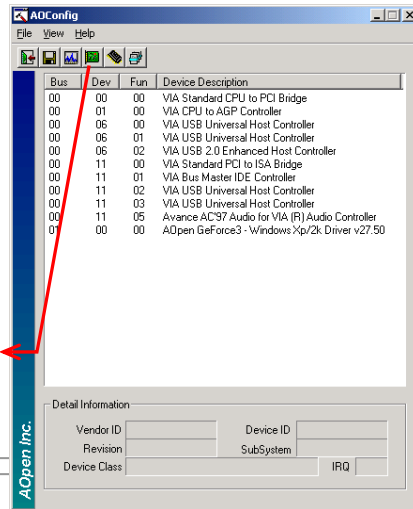 AOConfig
File View Help
Bus Dev Fun Device Description
00 00 00 VIA Standard CPU to PCI Bridge
00 01 00 VIA CPU to AGP Controller
00 06 00 VIA USB Universal Host Controller
00 06 01 VIA USB Universal Host Controller
00 06 02 VIA USB 2.0 Enhanced Host Controller
00 11 00 VIA Standard PCI to ISA Bridge
00 11 01 VIA Bus Master IDE Controller
00 11 02 VIA USB Universal Host Controller
00 11 03 VIA USB Universal Host Controller
00 11 05 Avance AC'97 Audio for VIA (R) Audio Controller
01 00 00 AOpen GeForce3 - Windows Xp/2k Driver v27.50
Detail Information
Vendor ID Device ID
Revision SubSystem
Device Class IRQ
AOpen Inc.